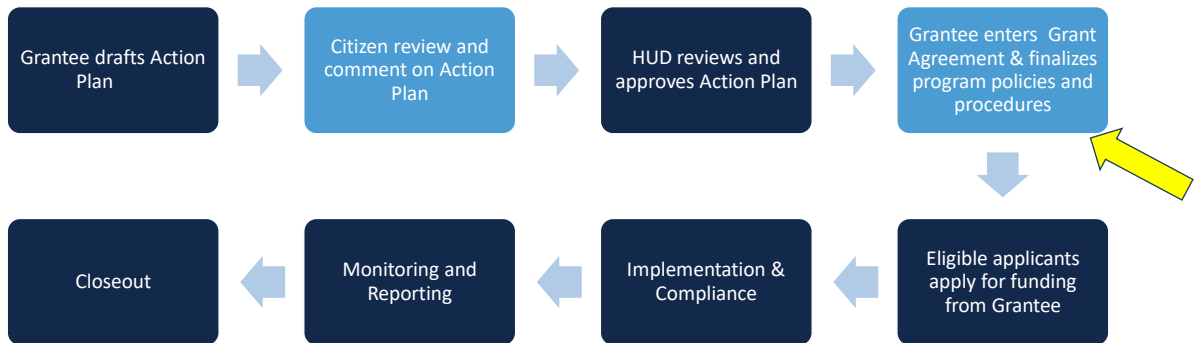 Grantee drafts Action
Plan
Citizen review and
comment on Action
Plan
HUD reviews and
approves Action Plan
Grantee enters  Grant
Agreement & finalizes
program policies and
procedures
Eligible applicants
apply for funding
from Grantee
Implementation &
Compliance
Monitoring and
Reporting
Closeout